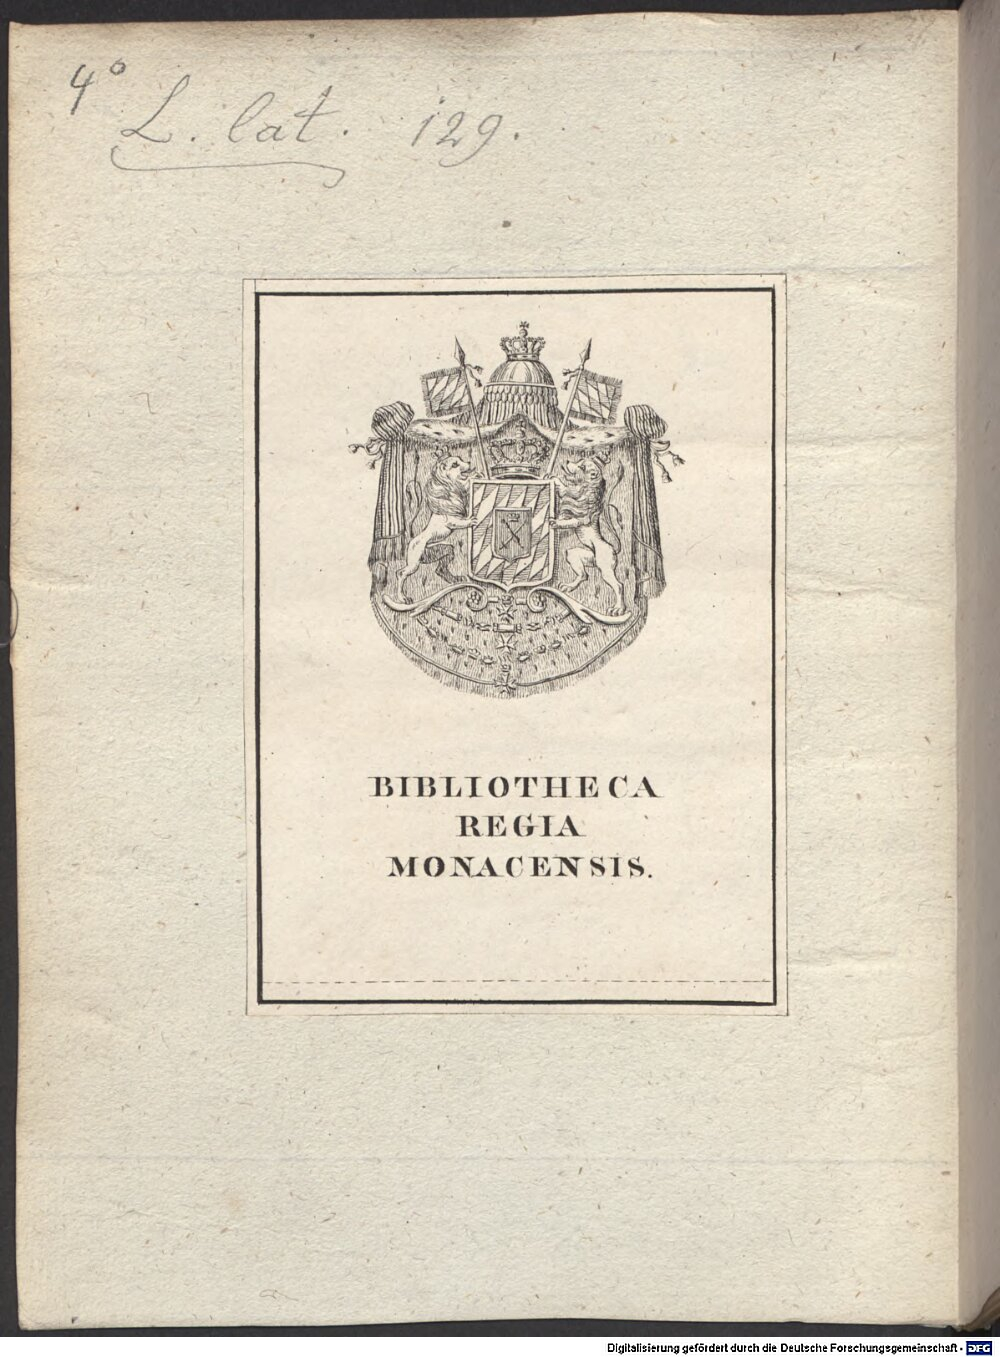 4°
L. lat. 129.
BIBLIOTHECA
REGIA
MONACENSIS.
Digitalisierung gefördert durch die Deutsche Forschungsgemeinschaft - DFG